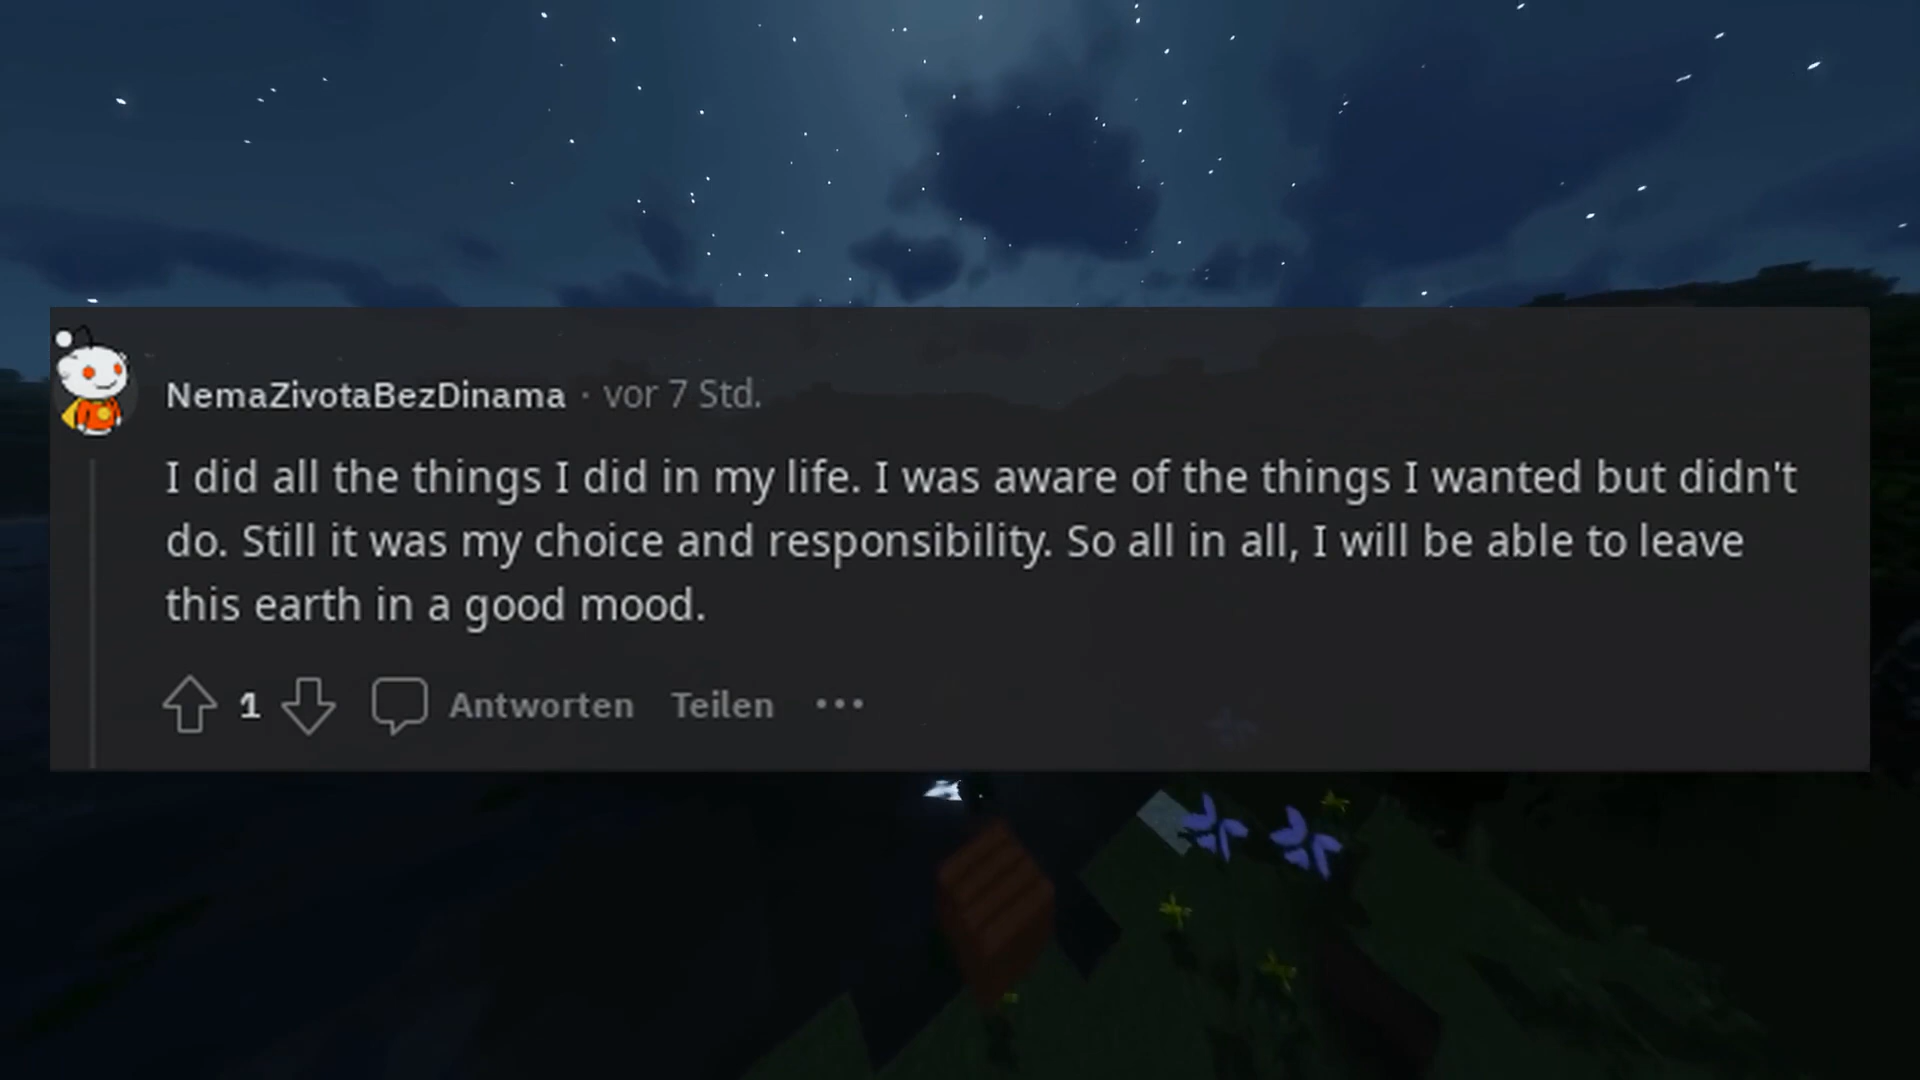 NemaZivotaBezDinama · vor 7 Std.
I did all the things I did in my life. I was aware of the things I wanted but didn't
do. Still it was my choice and responsibility. So all in all, I will be able to leave
this earth in a good mood.
1 Antworten Teilen ...